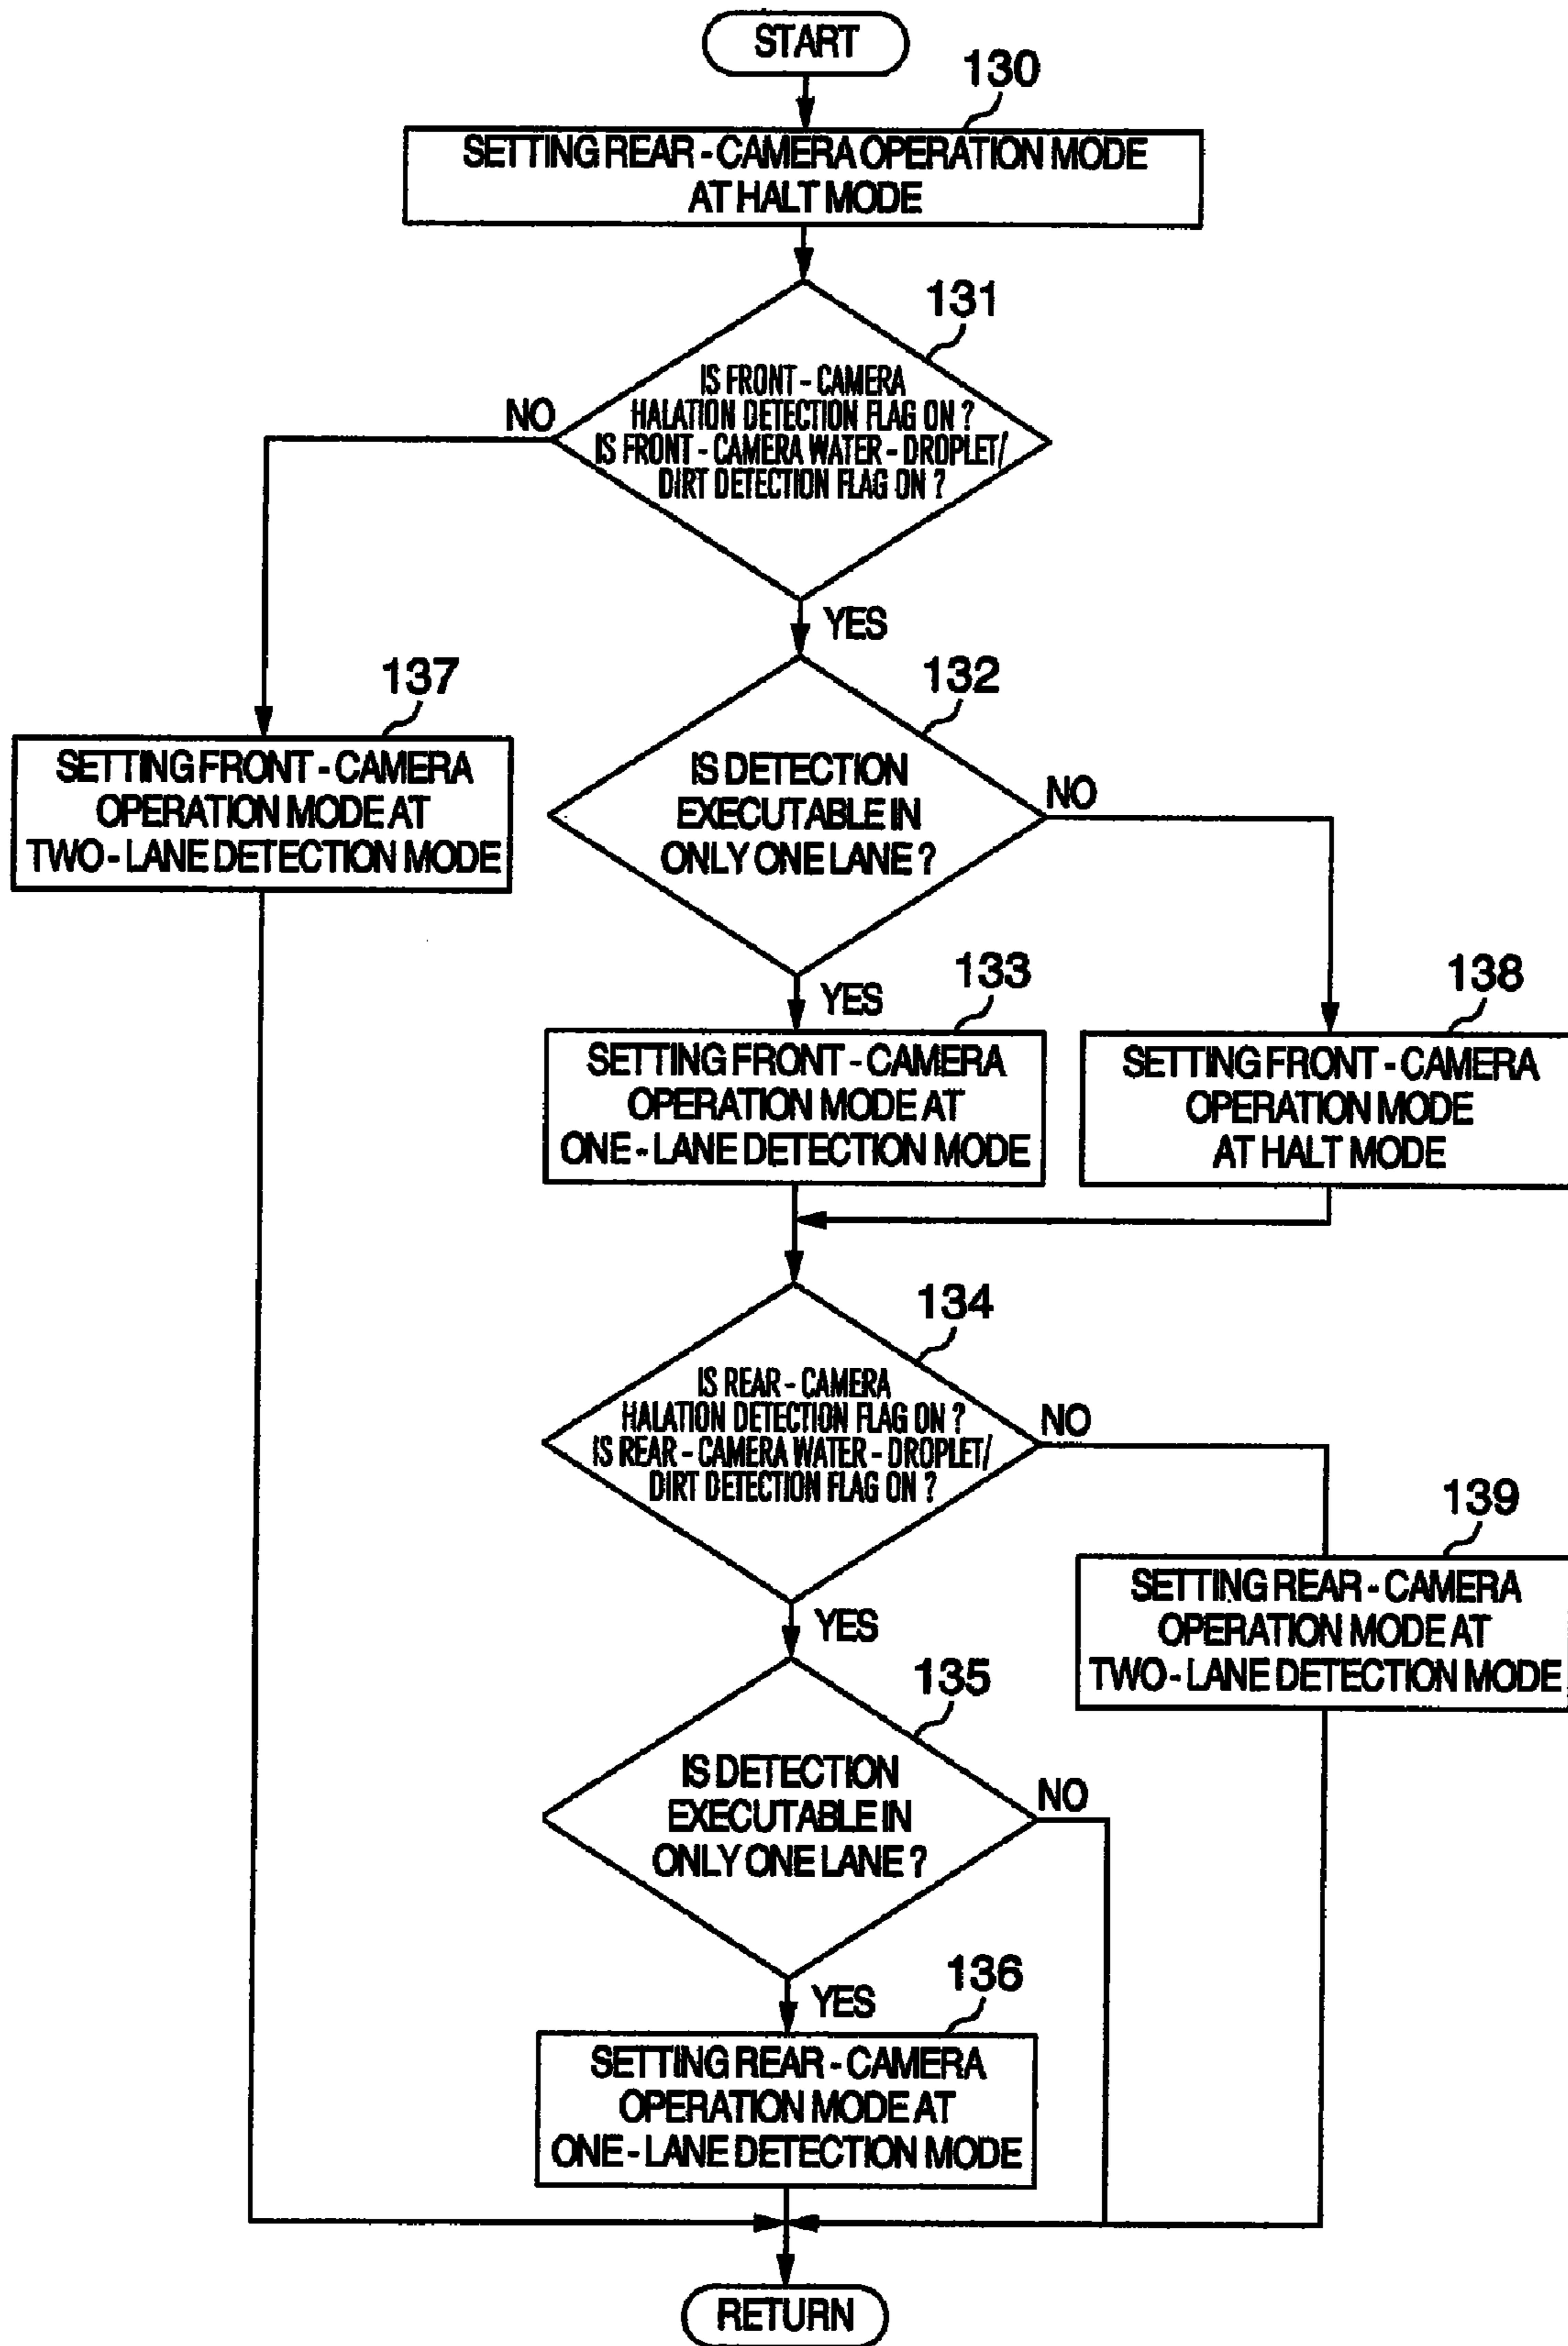 START
130
SETTING REAR - CAMERA OPERATION MODE
AT HALT MODE
131
IS FRONT - CAMERA
HALATION DETECTION FLAG ON ?
IS FRONT - CAMERA WATER - DROPLET/
DIRT DETECTION FLAG ON ?
NO
YES
132
IS DETECTION
EXECUTABLE IN
ONLY ONE LANE ?
NO
YES
137
SETTING FRONT - CAMERA
OPERATION MODE AT
TWO - LANE DETECTION MODE
133
SETTING FRONT - CAMERA
OPERATION MODE AT
ONE - LANE DETECTION MODE
138
SETTING FRONT - CAMERA
OPERATION MODE
AT HALT MODE
134
IS REAR - CAMERA
HALATION DETECTION FLAG ON ?
IS REAR - CAMERA WATER - DROPLET/
DIRT DETECTION FLAG ON ?
NO
YES
139
SETTING REAR - CAMERA
OPERATION MODE AT
TWO - LANE DETECTION MODE
135
IS DETECTION
EXECUTABLE IN
ONLY ONE LANE ?
NO
YES
136
SETTING REAR - CAMERA
OPERATION MODE AT
ONE - LANE DETECTION MODE
RETURN